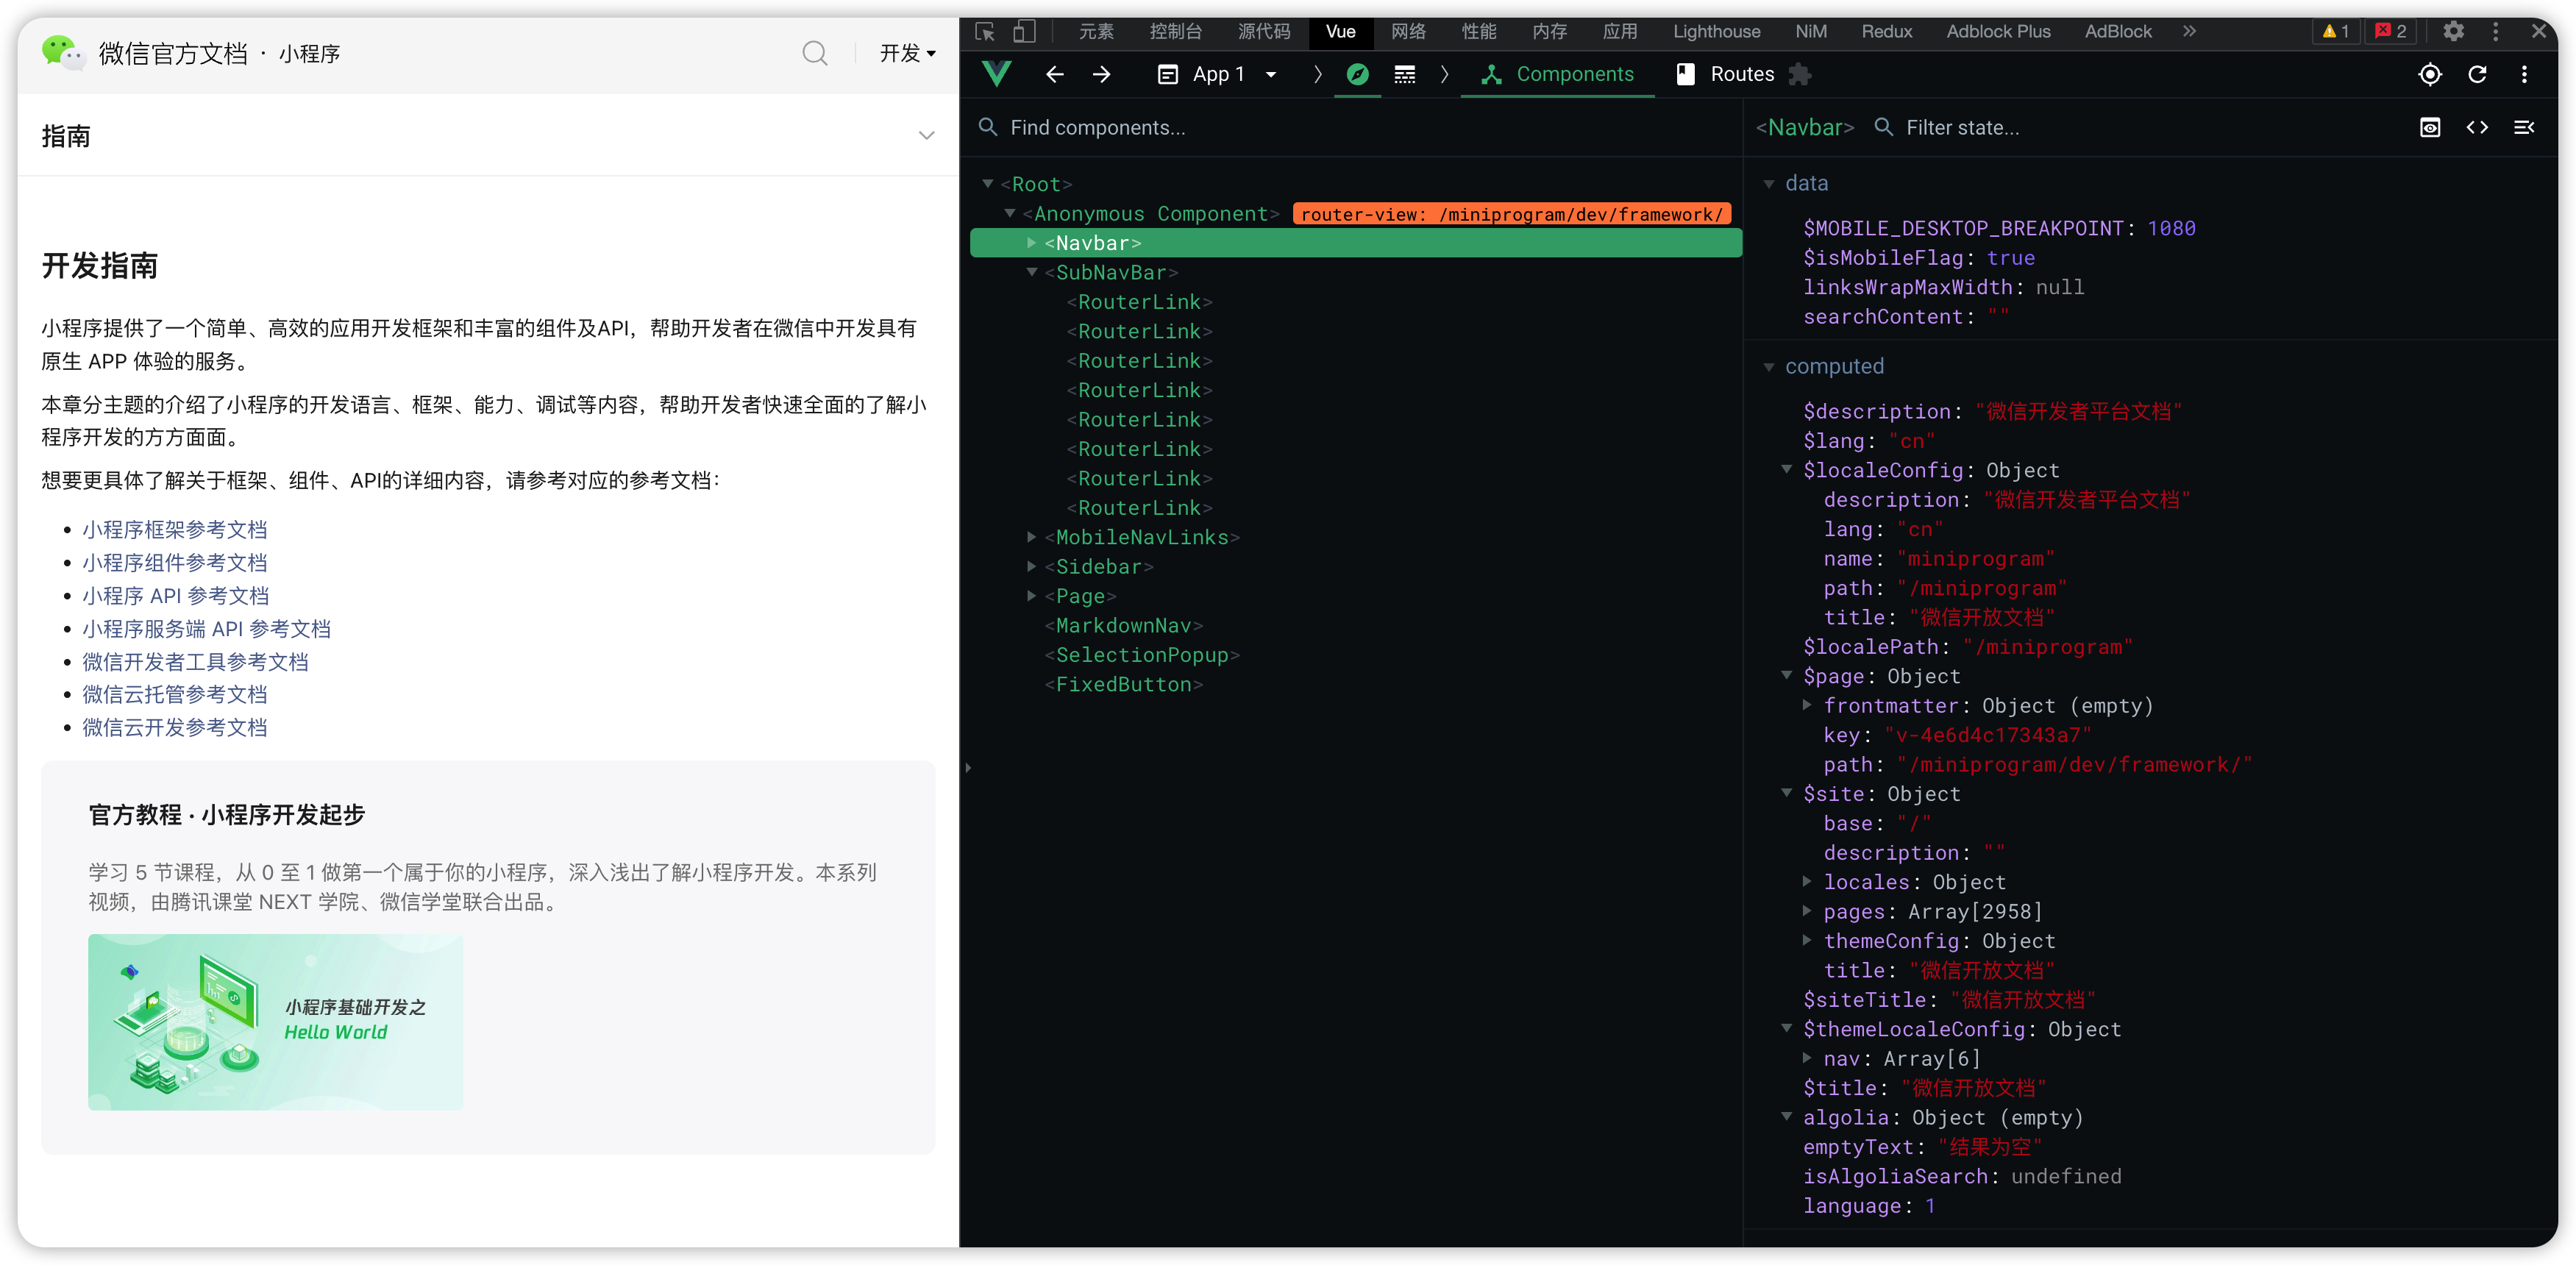 微信官方文档 · 小程序
开发
指南
开发指南
小程序提供了一个简单、高效的应用开发框架和丰富的组件及API，帮助开发者在微信中开发具有
原生 APP 体验的服务。
本章分主题的介绍了小程序的开发语言、框架、能力、调试等内容，帮助开发者快速全面的了解小
程序开发的方方面面。
想要更具体了解关于框架、组件、API的详细内容，请参考对应的参考文档：
小程序框架参考文档
小程序组件参考文档
小程序 API 参考文档
小程序服务端 API 参考文档
微信开发者工具参考文档
微信云托管参考文档
微信云开发参考文档
官方教程 · 小程序开发起步
学习 5 节课程，从 0 至 1 做第一个属于你的小程序，深入浅出了解小程序开发。本系列
视频，由腾讯课堂 NEXT 学院、微信学堂联合出品。
小程序基础开发之
Hello World
元素 控制台 源代码 Vue 网络 性能 内存 应用 Lighthouse NiM Redux Adblock Plus AdBlock » 1 2
App 1 Components Routes
Find components...
<Root>
<Anonymous Component> router-view: /miniprogram/dev/framework/
<Navbar>
<SubNavBar>
<RouterLink>
<RouterLink>
<RouterLink>
<RouterLink>
<RouterLink>
<RouterLink>
<RouterLink>
<RouterLink>
<MobileNavLinks>
<Sidebar>
<Page>
<MarkdownNav>
<SelectionPopup>
<FixedButton>
<Navbar> Filter state...
data
$MOBILE_DESKTOP_BREAKPOINT: 1080
$isMobileFlag: true
linksWrapMaxWidth: null
searchContent: ""
computed
$description: "微信开发者平台文档"
$lang: "cn"
$localeConfig: Object
description: "微信开发者平台文档"
lang: "cn"
name: "miniprogram"
path: "/miniprogram"
title: "微信开放文档"
$localePath: "/miniprogram"
$page: Object
frontmatter: Object (empty)
key: "v-4e6d4c17343a7"
path: "/miniprogram/dev/framework/"
$site: Object
base: "/"
description: ""
locales: Object
pages: Array[2958]
themeConfig: Object
title: "微信开放文档"
$siteTitle: "微信开放文档"
$themeLocaleConfig: Object
nav: Array[6]
$title: "微信开放文档"
algolia: Object (empty)
emptyText: "结果为空"
isAlgoliaSearch: undefined
language: 1